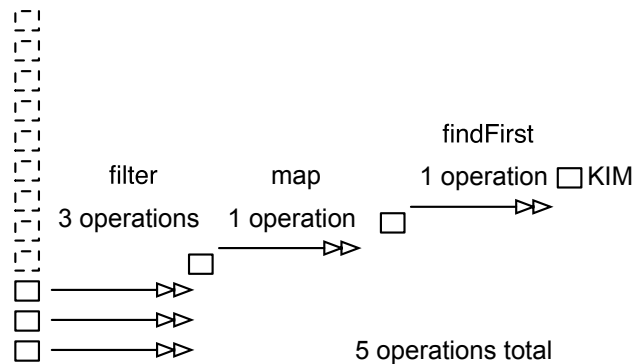 findFirst
filter
map
1 operation
KIM
3 operations
1 operation
5 operations total